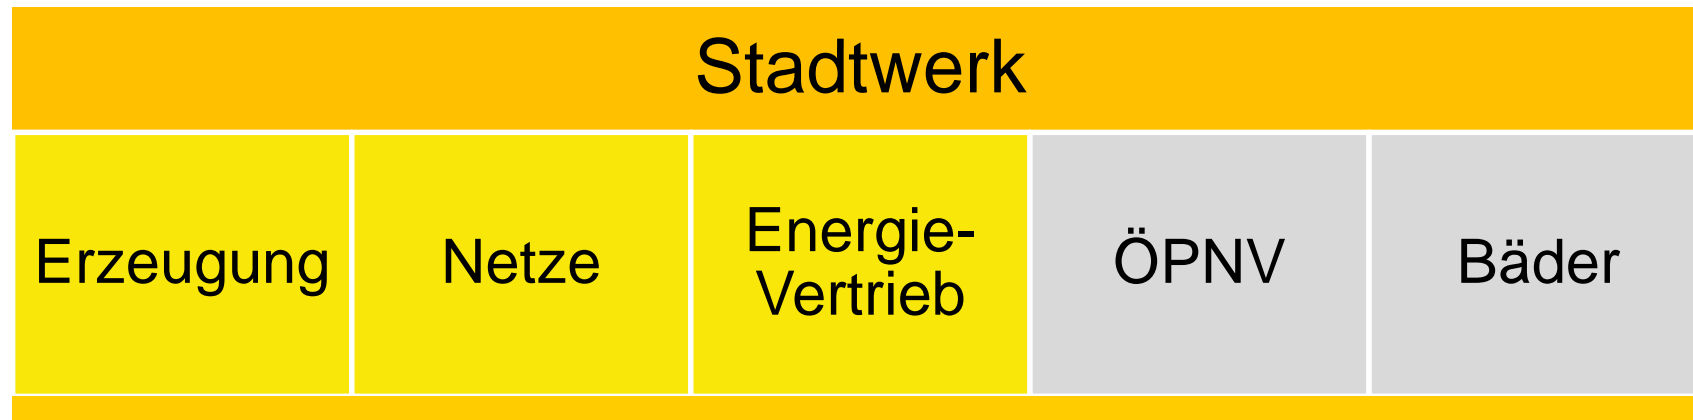 Stadtwerk
Erzeugung
Netze
Energie-
Vertrieb
ÖPNV
Bäder